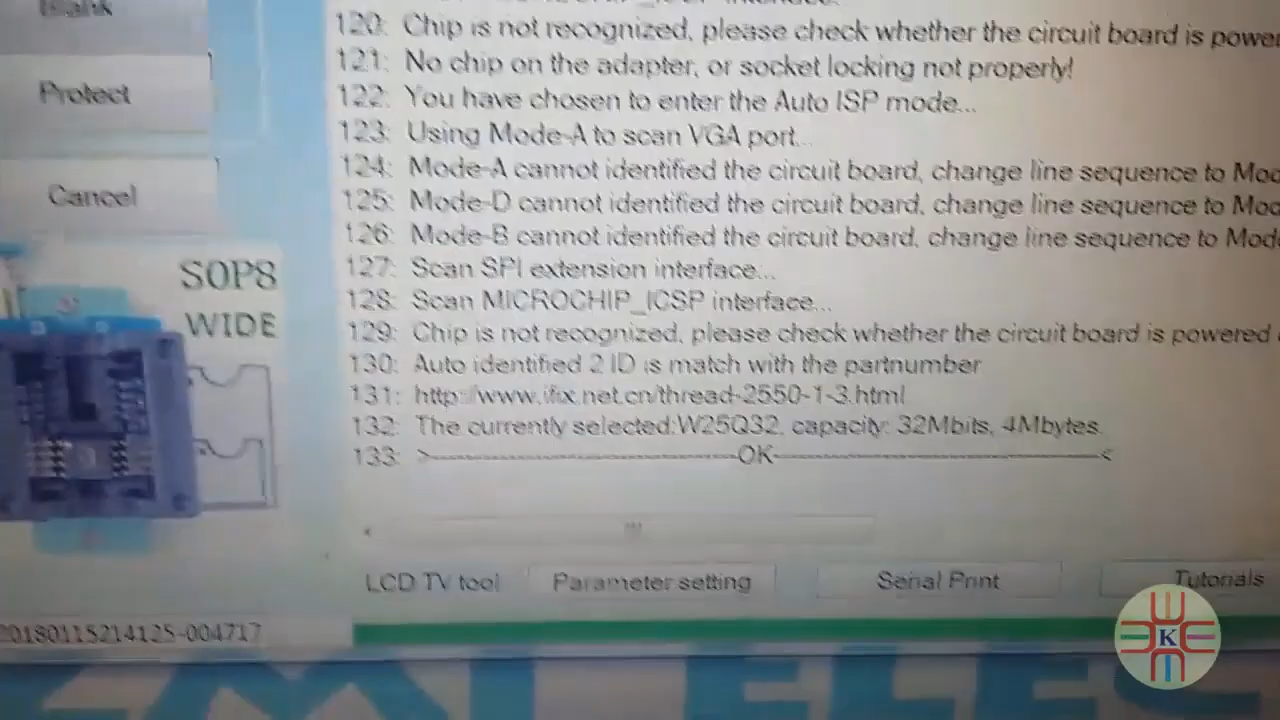 Blank
Protect
Cancel
SOP8
WIDE
120: Chip is not recognized, please check whether the circuit board is powe
121: No chip on the adapter, or socket locking not properly!
122: You have chosen to enter the Auto ISP mode...
123: Using Mode-A to scan VGA port...
124: Mode-A cannot identified the circuit board, change line sequence to Mod
125: Mode-D cannot identified the circuit board, change line sequence to Mod
126: Mode-B cannot identified the circuit board, change line sequence to Mod
127: Scan SPI extension interface...
128: Scan MICROCHIP_ICSP interface...
129: Chip is not recognized, please check whether the circuit board is powered
130: Auto identified 2 ID is match with the partnumber
131: http://www.ifix.net.cn/thread-2550-1-3.html
132: The currently selected:W25Q32, capacity: 32Mbits, 4Mbytes.
133: >----------------------------OK----------------------------<
LCD TV tool
Parameter setting
Serial Print
Tutorials
20180115214125-004717
ELEC
K